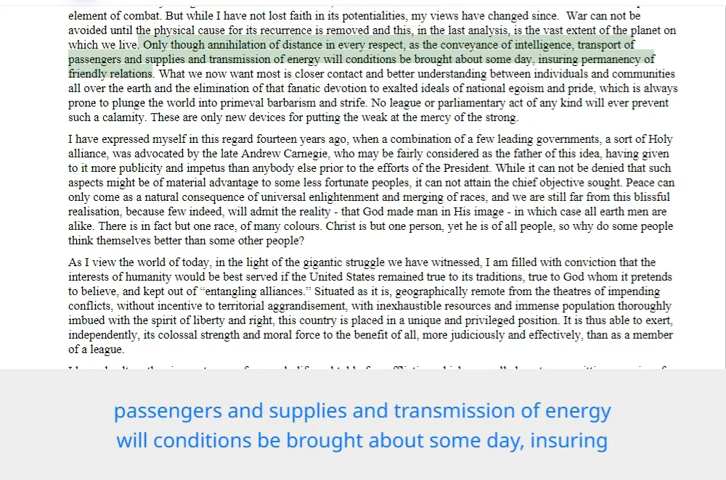 element of combat. But while I have not lost faith in its potentialities, my views have changed since.  War can not be
avoided until the physical cause for its recurrence is removed and this, in the last analysis, is the vast extent of the planet on
which we live. Only though annihilation of distance in every respect, as the conveyance of intelligence, transport of
passengers and supplies and transmission of energy will conditions be brought about some day, insuring permanency of
friendly relations. What we now want most is closer contact and better understanding between individuals and communities
all over the earth and the elimination of that fanatic devotion to exalted ideals of national egoism and pride, which is always
prone to plunge the world into primeval barbarism and strife. No league or parliamentary act of any kind will ever prevent
such a calamity. These are only new devices for putting the weak at the mercy of the strong.
I have expressed myself in this regard fourteen years ago, when a combination of a few leading governments, a sort of Holy
alliance, was advocated by the late Andrew Carnegie, who may be fairly considered as the father of this idea, having given
to it more publicity and impetus than anybody else prior to the efforts of the President. While it can not be denied that such
aspects might be of material advantage to some less fortunate peoples, it can not attain the chief objective sought. Peace can
only come as a natural consequence of universal enlightenment and merging of races, and we are still far from this blissful
realisation, because few indeed, will admit the reality - that God made man in His image - in which case all earth men are
alike. There is in fact but one race, of many colours. Christ is but one person, yet he is of all people, so why do some people
think themselves better than some other people?
As I view the world of today, in the light of the gigantic struggle we have witnessed, I am filled with conviction that the
interests of humanity would be best served if the United States remained true to its traditions, true to God whom it pretends
to believe, and kept out of “entangling alliances.” Situated as it is, geographically remote from the theatres of impending
conflicts, without incentive to territorial aggrandisement, with inexhaustible resources and immense population thoroughly
imbued with the spirit of liberty and right, this country is placed in a unique and privileged position. It is thus able to exert,
independently, its colossal strength and moral force to the benefit of all, more judiciously and effectively, than as a member
of a league.
passengers and supplies and transmission of energy
will conditions be brought about some day, insuring